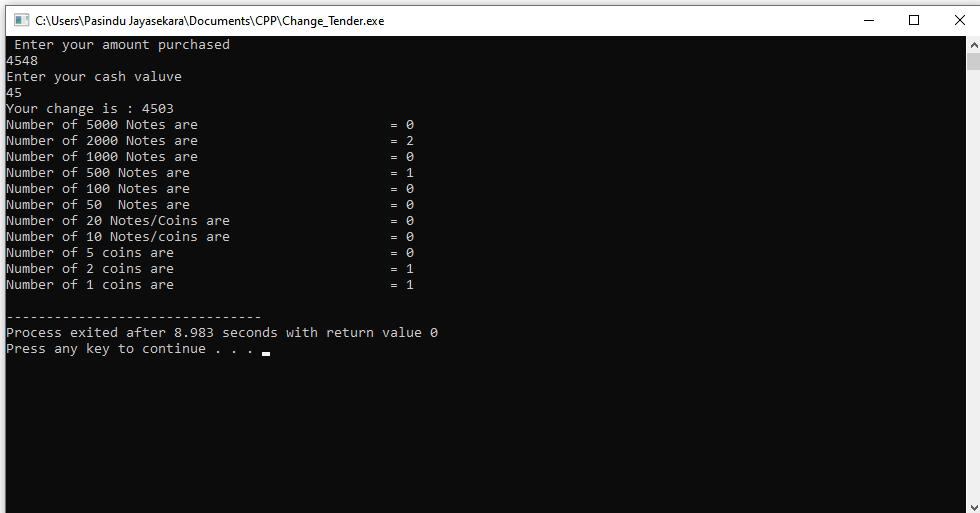 C:\Users\Pasindu Jayasekara\Documents\CPP\Change_Tender.exe
Enter your amount purchased
4548
Enter your cash valuve
45
Your change is : 4503
Number of 5000 Notes are = 0
Number of 2000 Notes are = 2
Number of 1000 Notes are = 0
Number of 500 Notes are = 1
Number of 100 Notes are = 0
Number of 50  Notes are = 0
Number of 20 Notes/Coins are = 0
Number of 10 Notes/coins are = 0
Number of 5 coins are = 0
Number of 2 coins are = 1
Number of 1 coins are = 1
--------------------------------
Process exited after 8.983 seconds with return value 0
Press any key to continue . . .